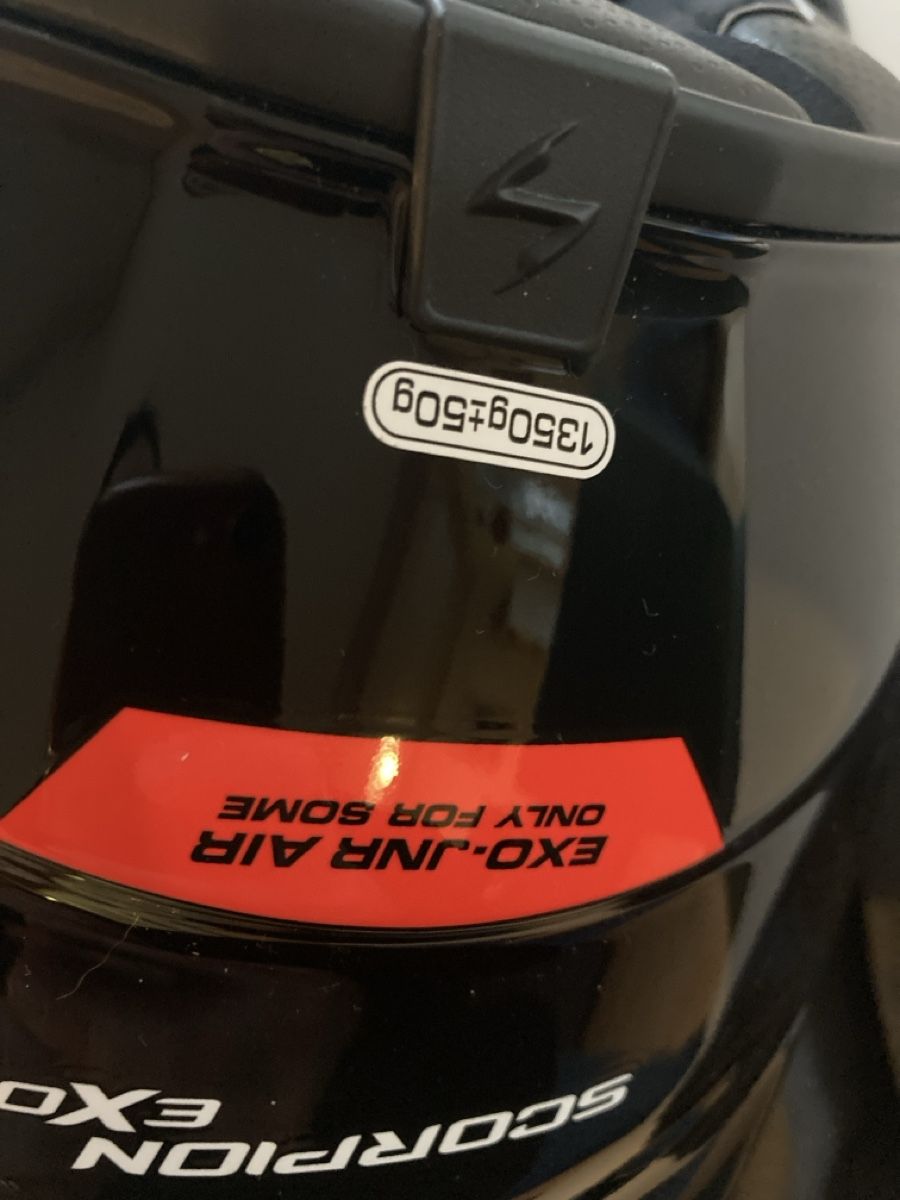 SCORPION
EXO
EXO-JNR AIR
ONLY FOR SOME
1350g±50g